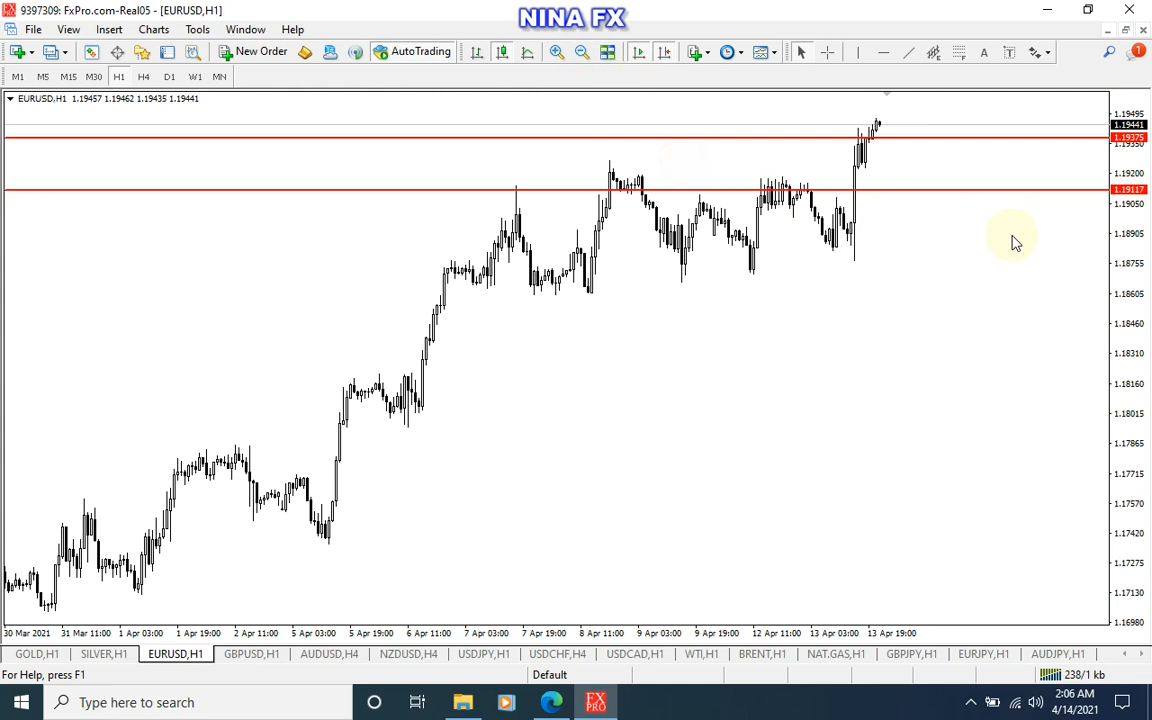 9397309: FxPro.com-Real05 - [EURUSD,H1]
NINA FX
File View Insert Charts Tools Window Help
New Order AutoTrading
M1 M5 M15 M30 H1 H4 D1 W1 MN
EURUSD,H1 1.19457 1.19462 1.19435 1.19441
1.19495
1.19441
1.19375
1.19350
1.19200
1.19117
1.19050
1.18905
1.18755
1.18605
1.18460
1.18310
1.18160
1.18015
1.17865
1.17715
1.17570
1.17420
1.17275
1.17130
1.16980
30 Mar 2021 31 Mar 11:00 1 Apr 03:00 1 Apr 19:00 2 Apr 11:00 5 Apr 03:00 5 Apr 19:00 6 Apr 11:00 7 Apr 03:00 7 Apr 19:00 8 Apr 11:00 9 Apr 03:00 9 Apr 19:00 12 Apr 11:00 13 Apr 03:00 13 Apr 19:00
GOLD,H1 SILVER,H1 EURUSD,H1 GBPUSD,H1 AUDUSD,H4 NZDUSD,H4 USDJPY,H1 USDCHF,H4 USDCAD,H1 WTI,H1 BRENT,H1 NAT.GAS,H1 GBPJPY,H1 EURJPY,H1 AUDJPY,H1
For Help, press F1 Default 238/1 kb
Type here to search FX PRO 2:06 AM
4/14/2021